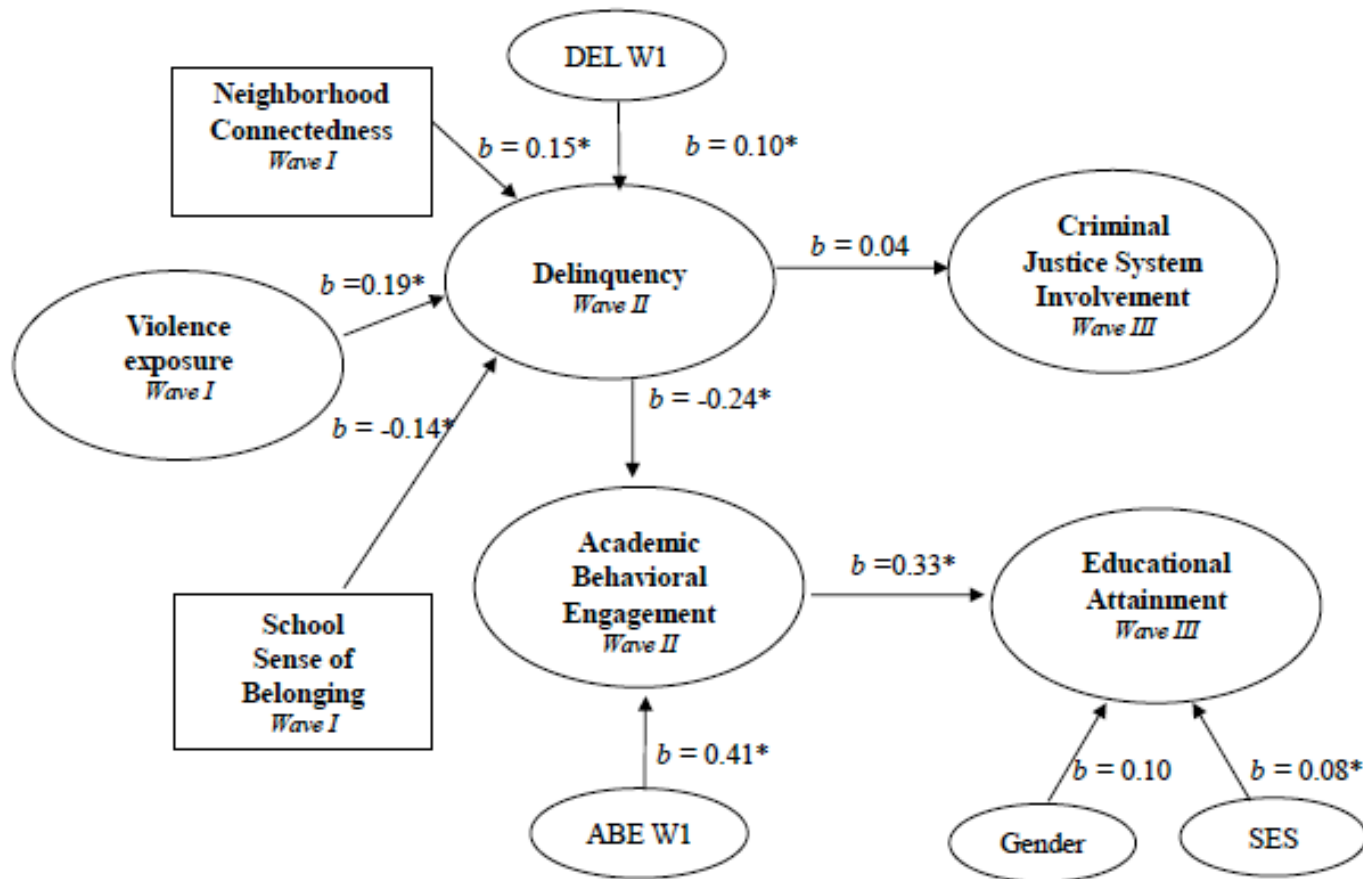 DEL W1
Neighborhood
Connectedness
Wave I
b = 0.15*
b = 0.10*
Delinquency
Wave II
b = 0.04
Criminal
Justice System
Involvement
Wave III
b =0.19*
Violence
exposure
Wave I
b = -0.14*
b = -0.24*
Academic
Behavioral
Engagement
Wave II
b =0.33*
Educational
Attainment
Wave III
School
Sense of
Belonging
Wave I
b = 0.41*
b = 0.10
b = 0.08*
ABE W1
Gender
SES